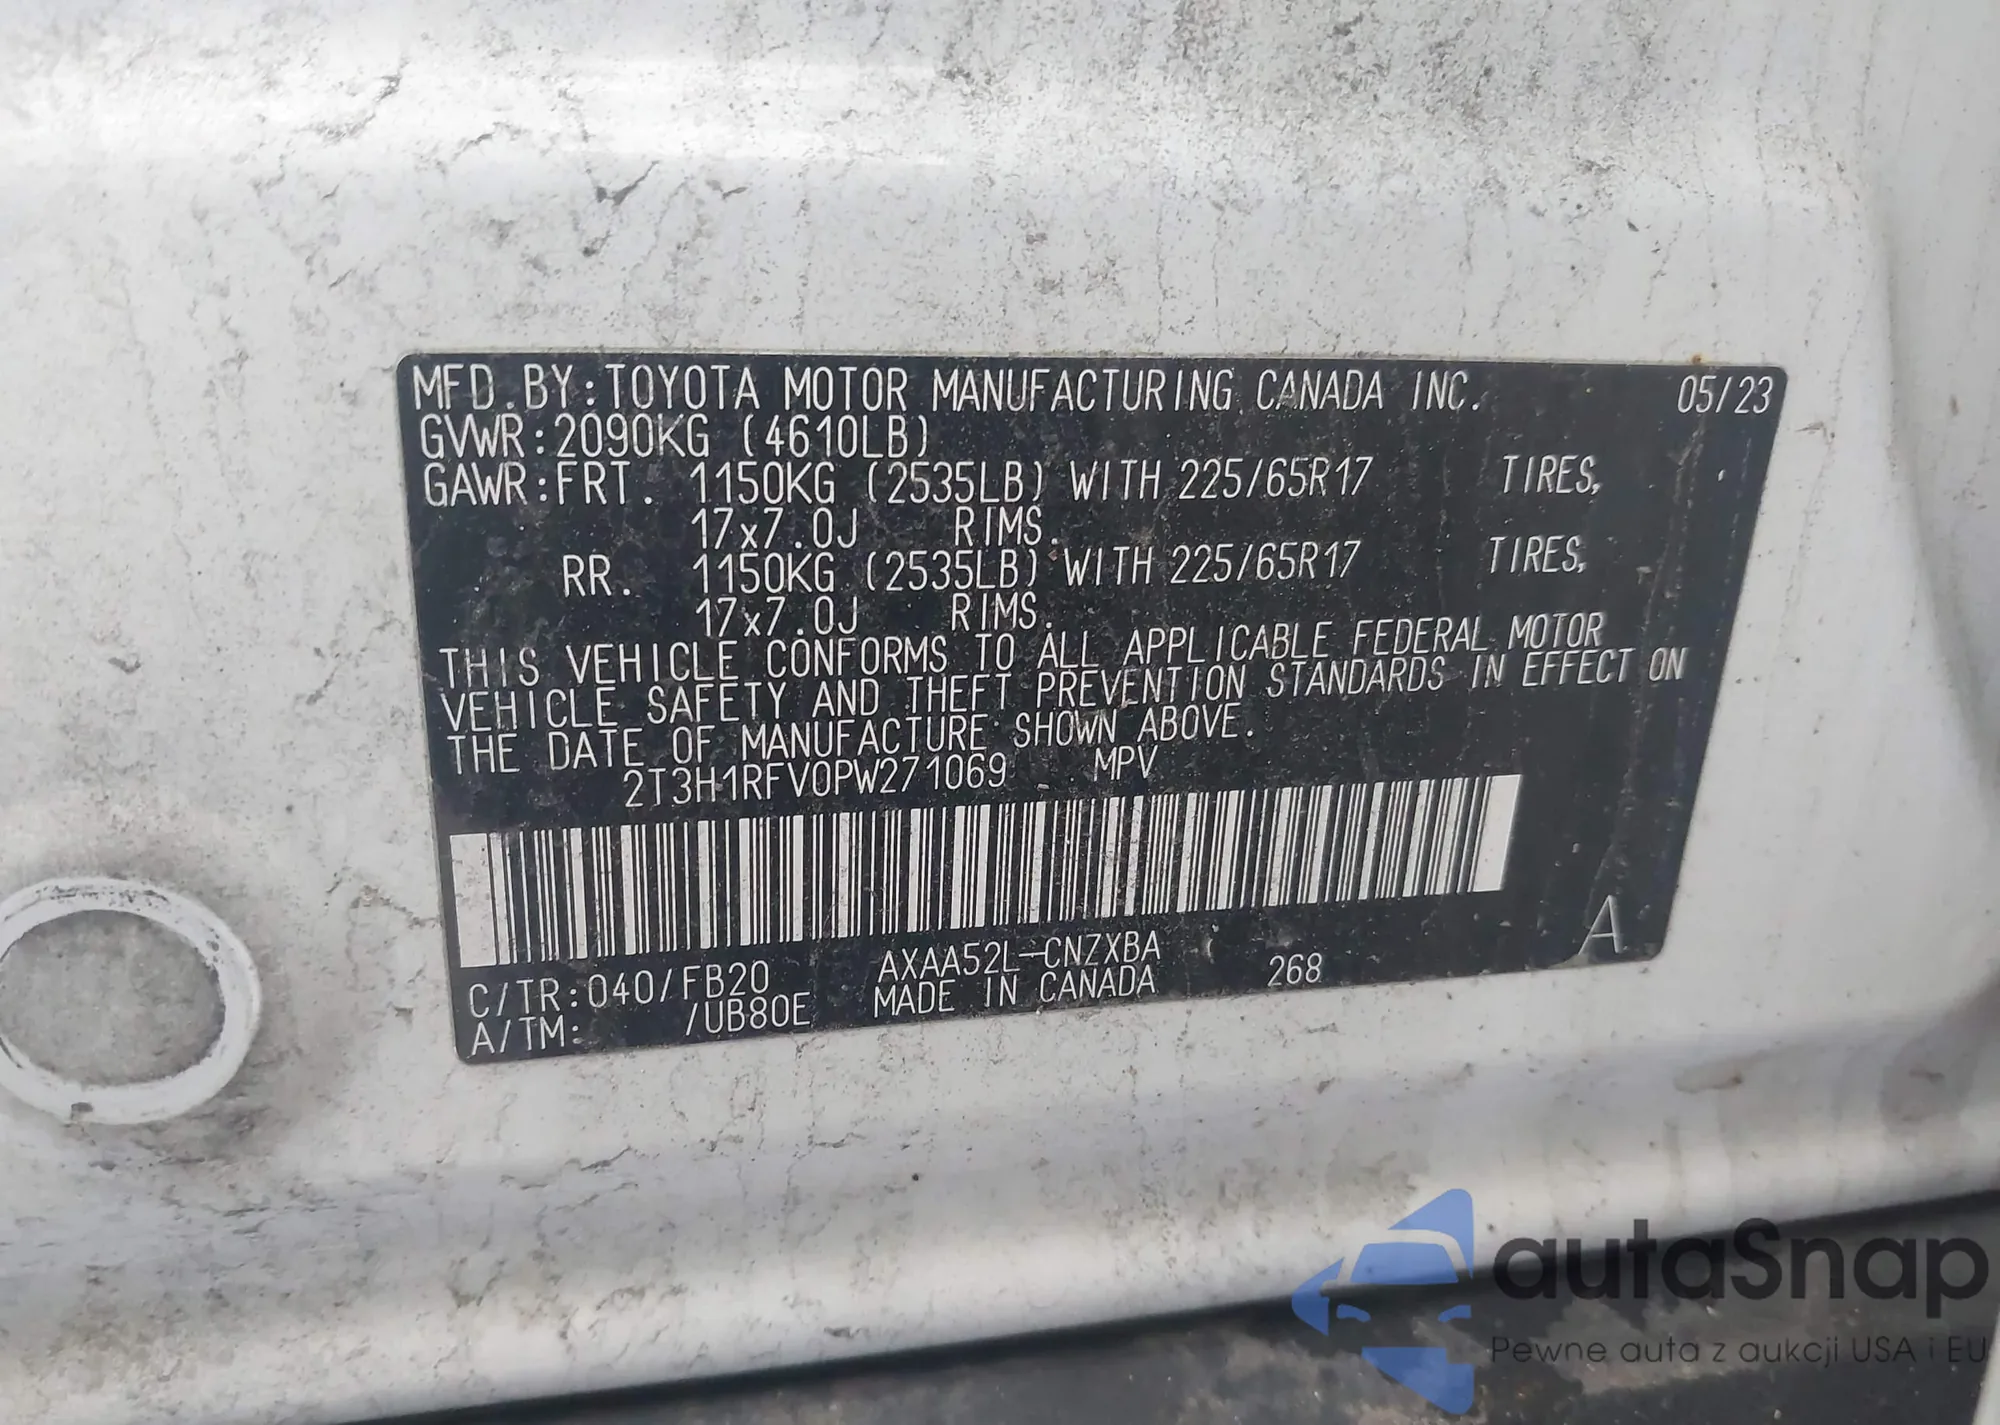 MFD.BY:TOYOTA MOTOR MANUFACTURING CANADA INC. 05/23
GVWR:2090KG (4610LB)
GAWR:FRT. 1150KG (2535LB) WITH 225/65R17 TIRES,
17x7.0J RIMS.
RR. 1150KG (2535LB) WITH 225/65R17 TIRES,
17x7.0J RIMS.
THIS VEHICLE CONFORMS TO ALL APPLICABLE FEDERAL MOTOR
VEHICLE SAFETY AND THEFT PREVENTION STANDARDS IN EFFECT ON
THE DATE OF MANUFACTURE SHOWN ABOVE.
2T3H1RFV0PW271069 MPV
C/TR:040/FB20 AXAA52L-CNZXBA 268 A
A/TM: /UB80E MADE IN CANADA
autaSnap
Pewne auta z aukcji USA i EU